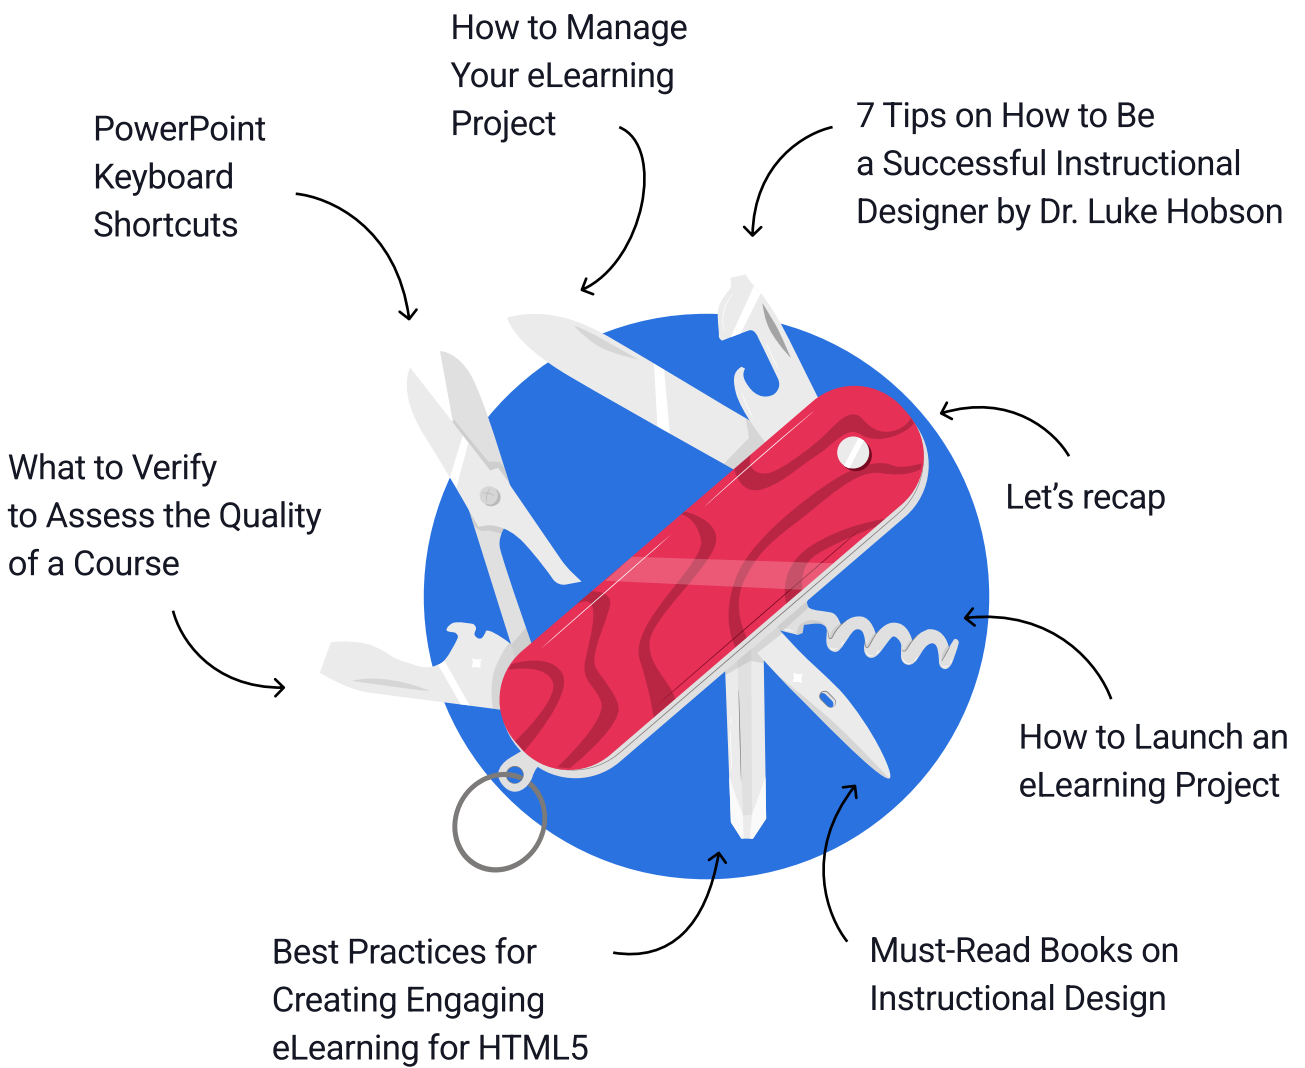 How to Manage
Your eLearning
Project
7 Tips on How to Be
a Successful Instructional
Designer by Dr. Luke Hobson
PowerPoint
Keyboard
Shortcuts
What to Verify
to Assess the Quality
of a Course
Let’s recap
How to Launch an
eLearning Project
Best Practices for
Creating Engaging
eLearning for HTML5
Must-Read Books on
Instructional Design